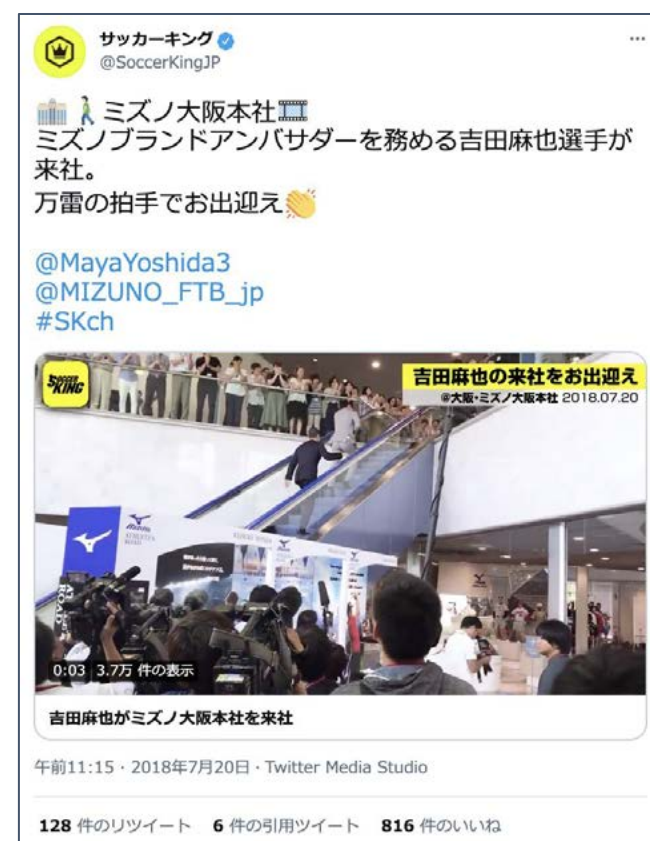 サッカーキング
@SoccerKingJP
ミズノ大阪本社
ミズノブランドアンバサダーを務める吉田麻也選手が
来社。
万雷の拍手でお出迎え
@MayaYoshida3
@MIZUNO_FTB_jp
#SKch
SOCCER
KING
吉田麻也の来社をお出迎え
@大阪・ミズノ大阪本社 2018.07.20
MIZUNO
ROAD
0:03 3.7万 件の表示
吉田麻也がミズノ大阪本社を来社
午前11:15 · 2018年7月20日 · Twitter Media Studio
128 件のリツイート 6 件の引用ツイート 816 件のいいね